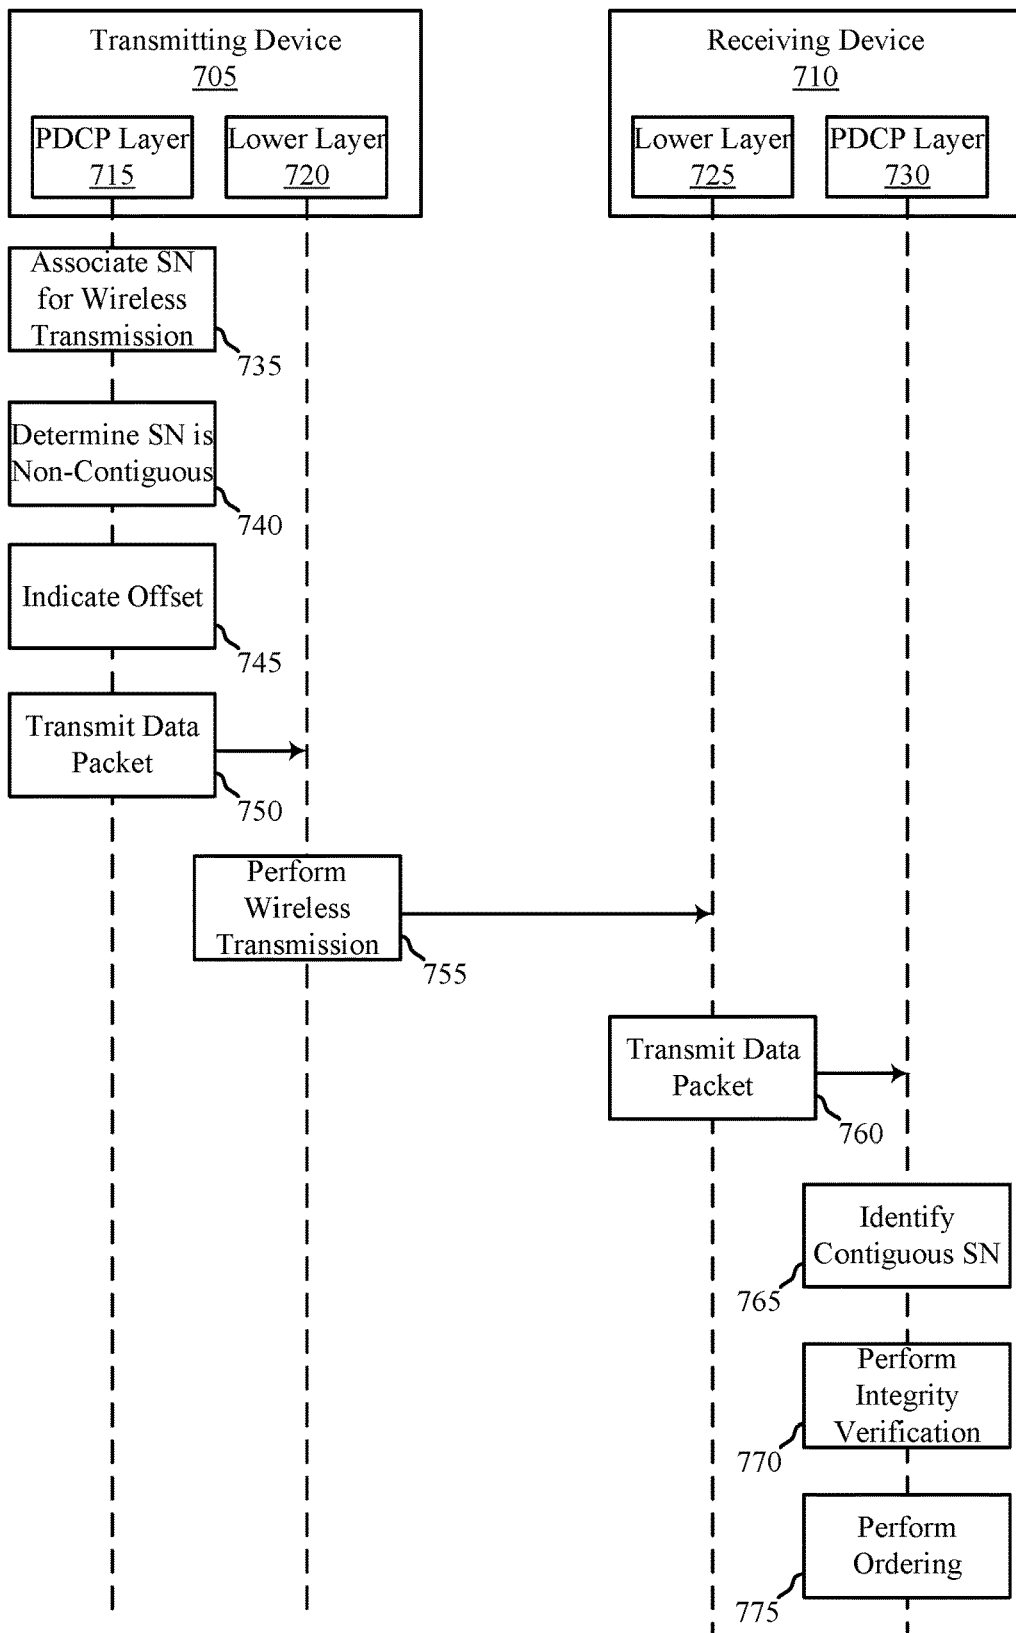 Transmitting Device
705
PDCP Layer
715
Lower Layer
720
Receiving Device
710
Lower Layer
725
PDCP Layer
730
Associate SN
for Wireless
Transmission
735
Determine SN is
Non-Contiguous
740
Indicate Offset
745
Transmit Data
Packet
750
Perform
Wireless
Transmission
755
Transmit Data
Packet
760
Identify
Contiguous SN
765
Perform
Integrity
Verification
770
Perform
Ordering
775